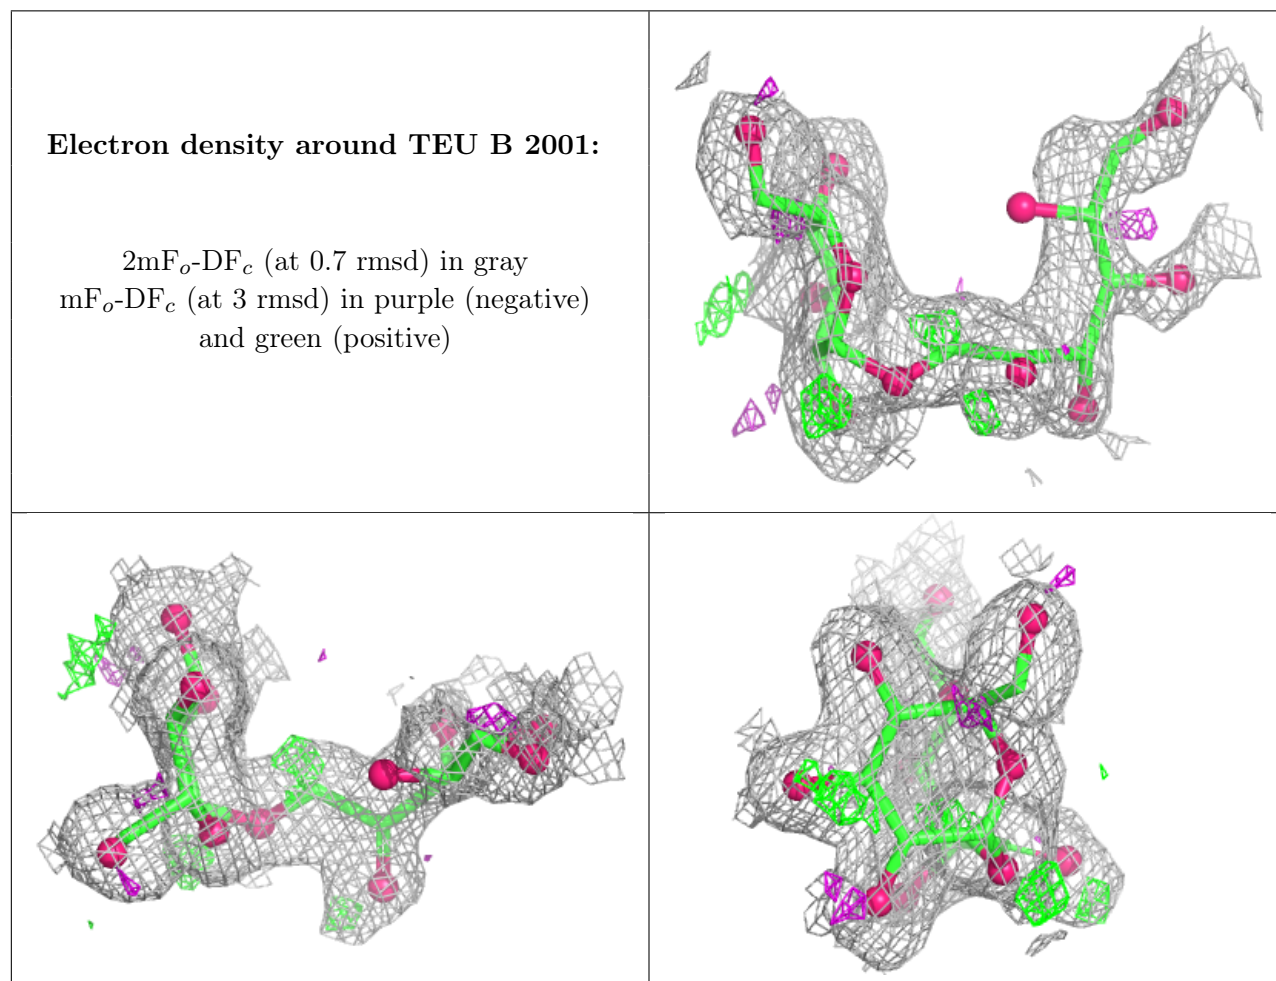 Electron density around TEU B 2001:
2mFo-DFc (at 0.7 rmsd) in gray
mFo-DFc (at 3 rmsd) in purple (negative)
and green (positive)